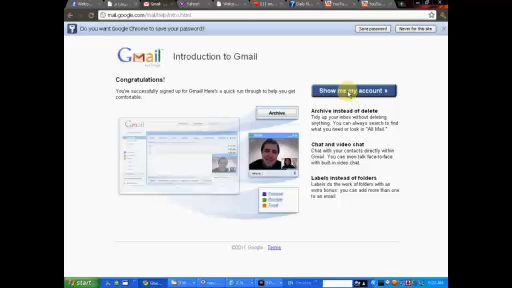 Gmail
Yahoo!
YouTube
mail.google.com/mail/help/intro.html
Do you want Google Chrome to save your password?
Save password
Never for this site
Gmail
Introduction to Gmail
Congratulations!
You've successfully signed up for Gmail! Here's a quick run through to help you get
comfortable.
Show me my account »
Archive
Gmail
Archive instead of delete
Tidy up your inbox without deleting
anything. You can always search to find
what you need or look in "All Mail."
Chat and video chat
Chat with your contacts directly within
Gmail. You can even talk face-to-face
with built in video chat.
Labels instead of folders
Labels do the work of folders with an
extra bonus: you can add more than one
to an email.
Google - Terms
start